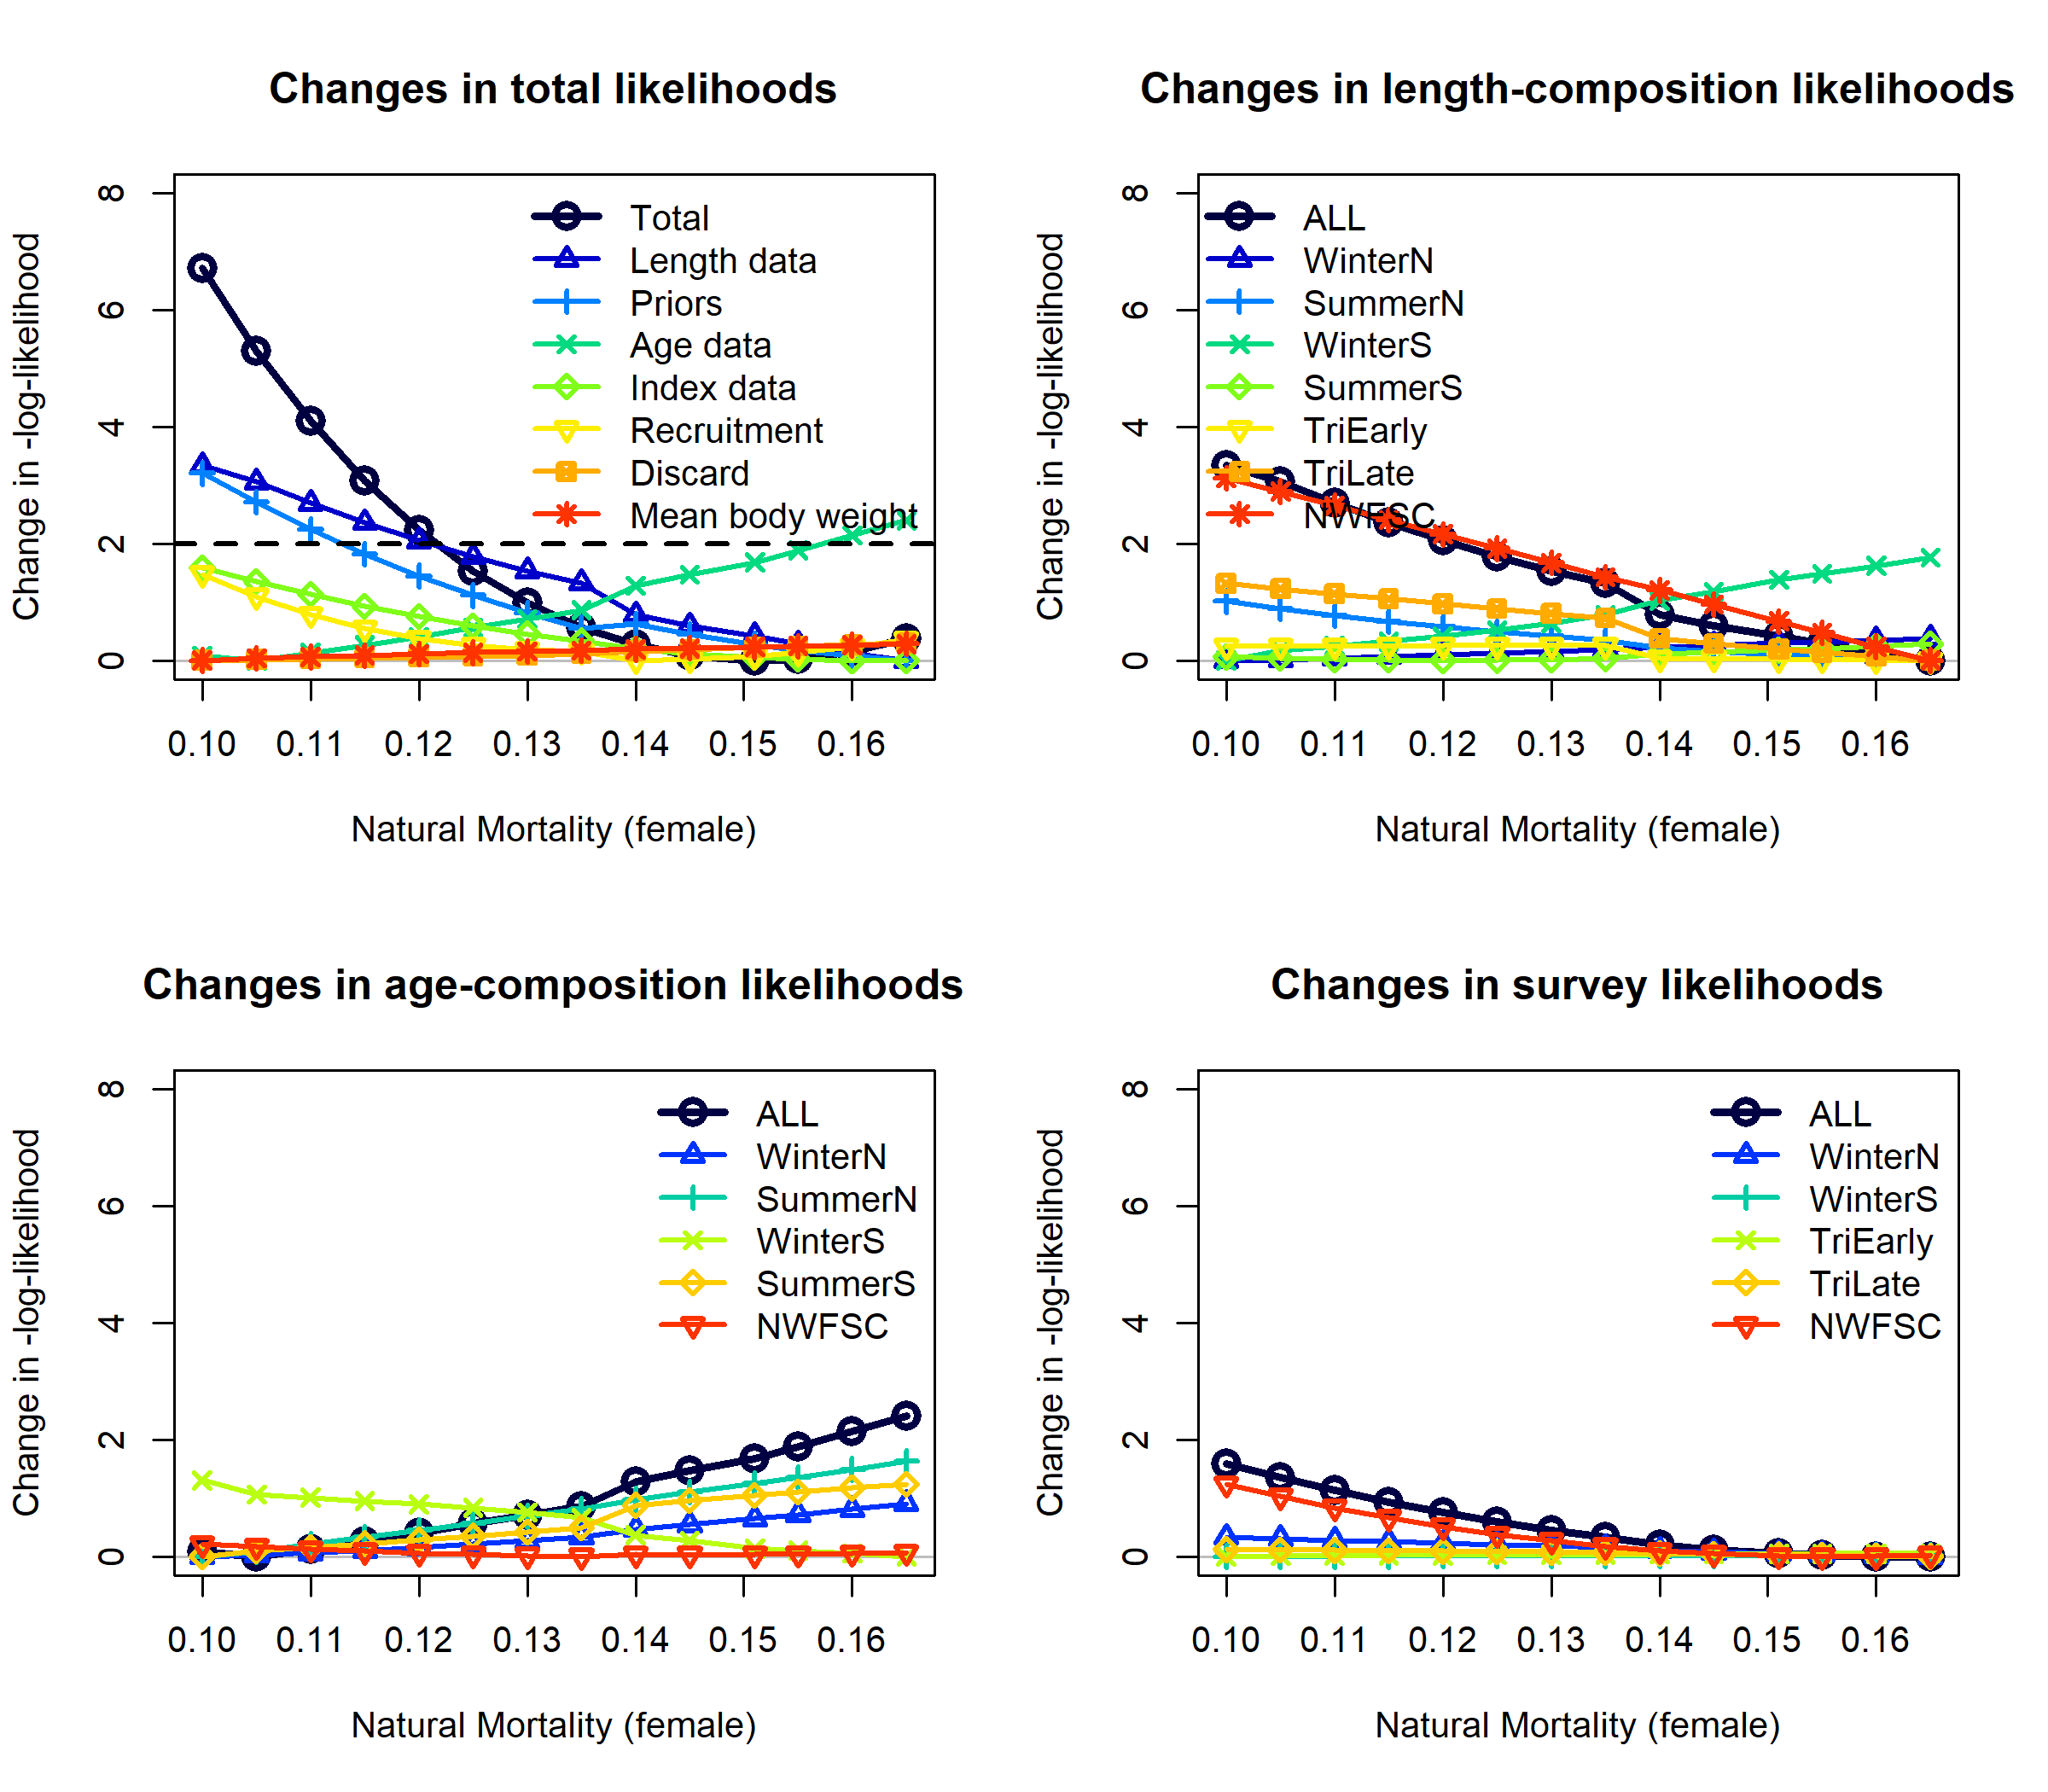 Changes in total likelihoods
Change in -log-likelihood
8
6
4
2
0
Total
Length data
Priors
Age data
Index data
Recruitment
Discard
Mean body weight
0.10 0.11 0.12 0.13 0.14 0.15 0.16
Natural Mortality (female)
Changes in length-composition likelihoods
Change in -log-likelihood
8
6
4
2
0
ALL
WinterN
SummerN
WinterS
SummerS
TriEarly
TriLate
NWFSC
0.10 0.11 0.12 0.13 0.14 0.15 0.16
Natural Mortality (female)
Changes in age-composition likelihoods
Change in -log-likelihood
8
6
4
2
0
ALL
WinterN
SummerN
WinterS
SummerS
NWFSC
0.10 0.11 0.12 0.13 0.14 0.15 0.16
Natural Mortality (female)
Changes in survey likelihoods
Change in -log-likelihood
8
6
4
2
0
ALL
WinterN
WinterS
TriEarly
TriLate
NWFSC
0.10 0.11 0.12 0.13 0.14 0.15 0.16
Natural Mortality (female)